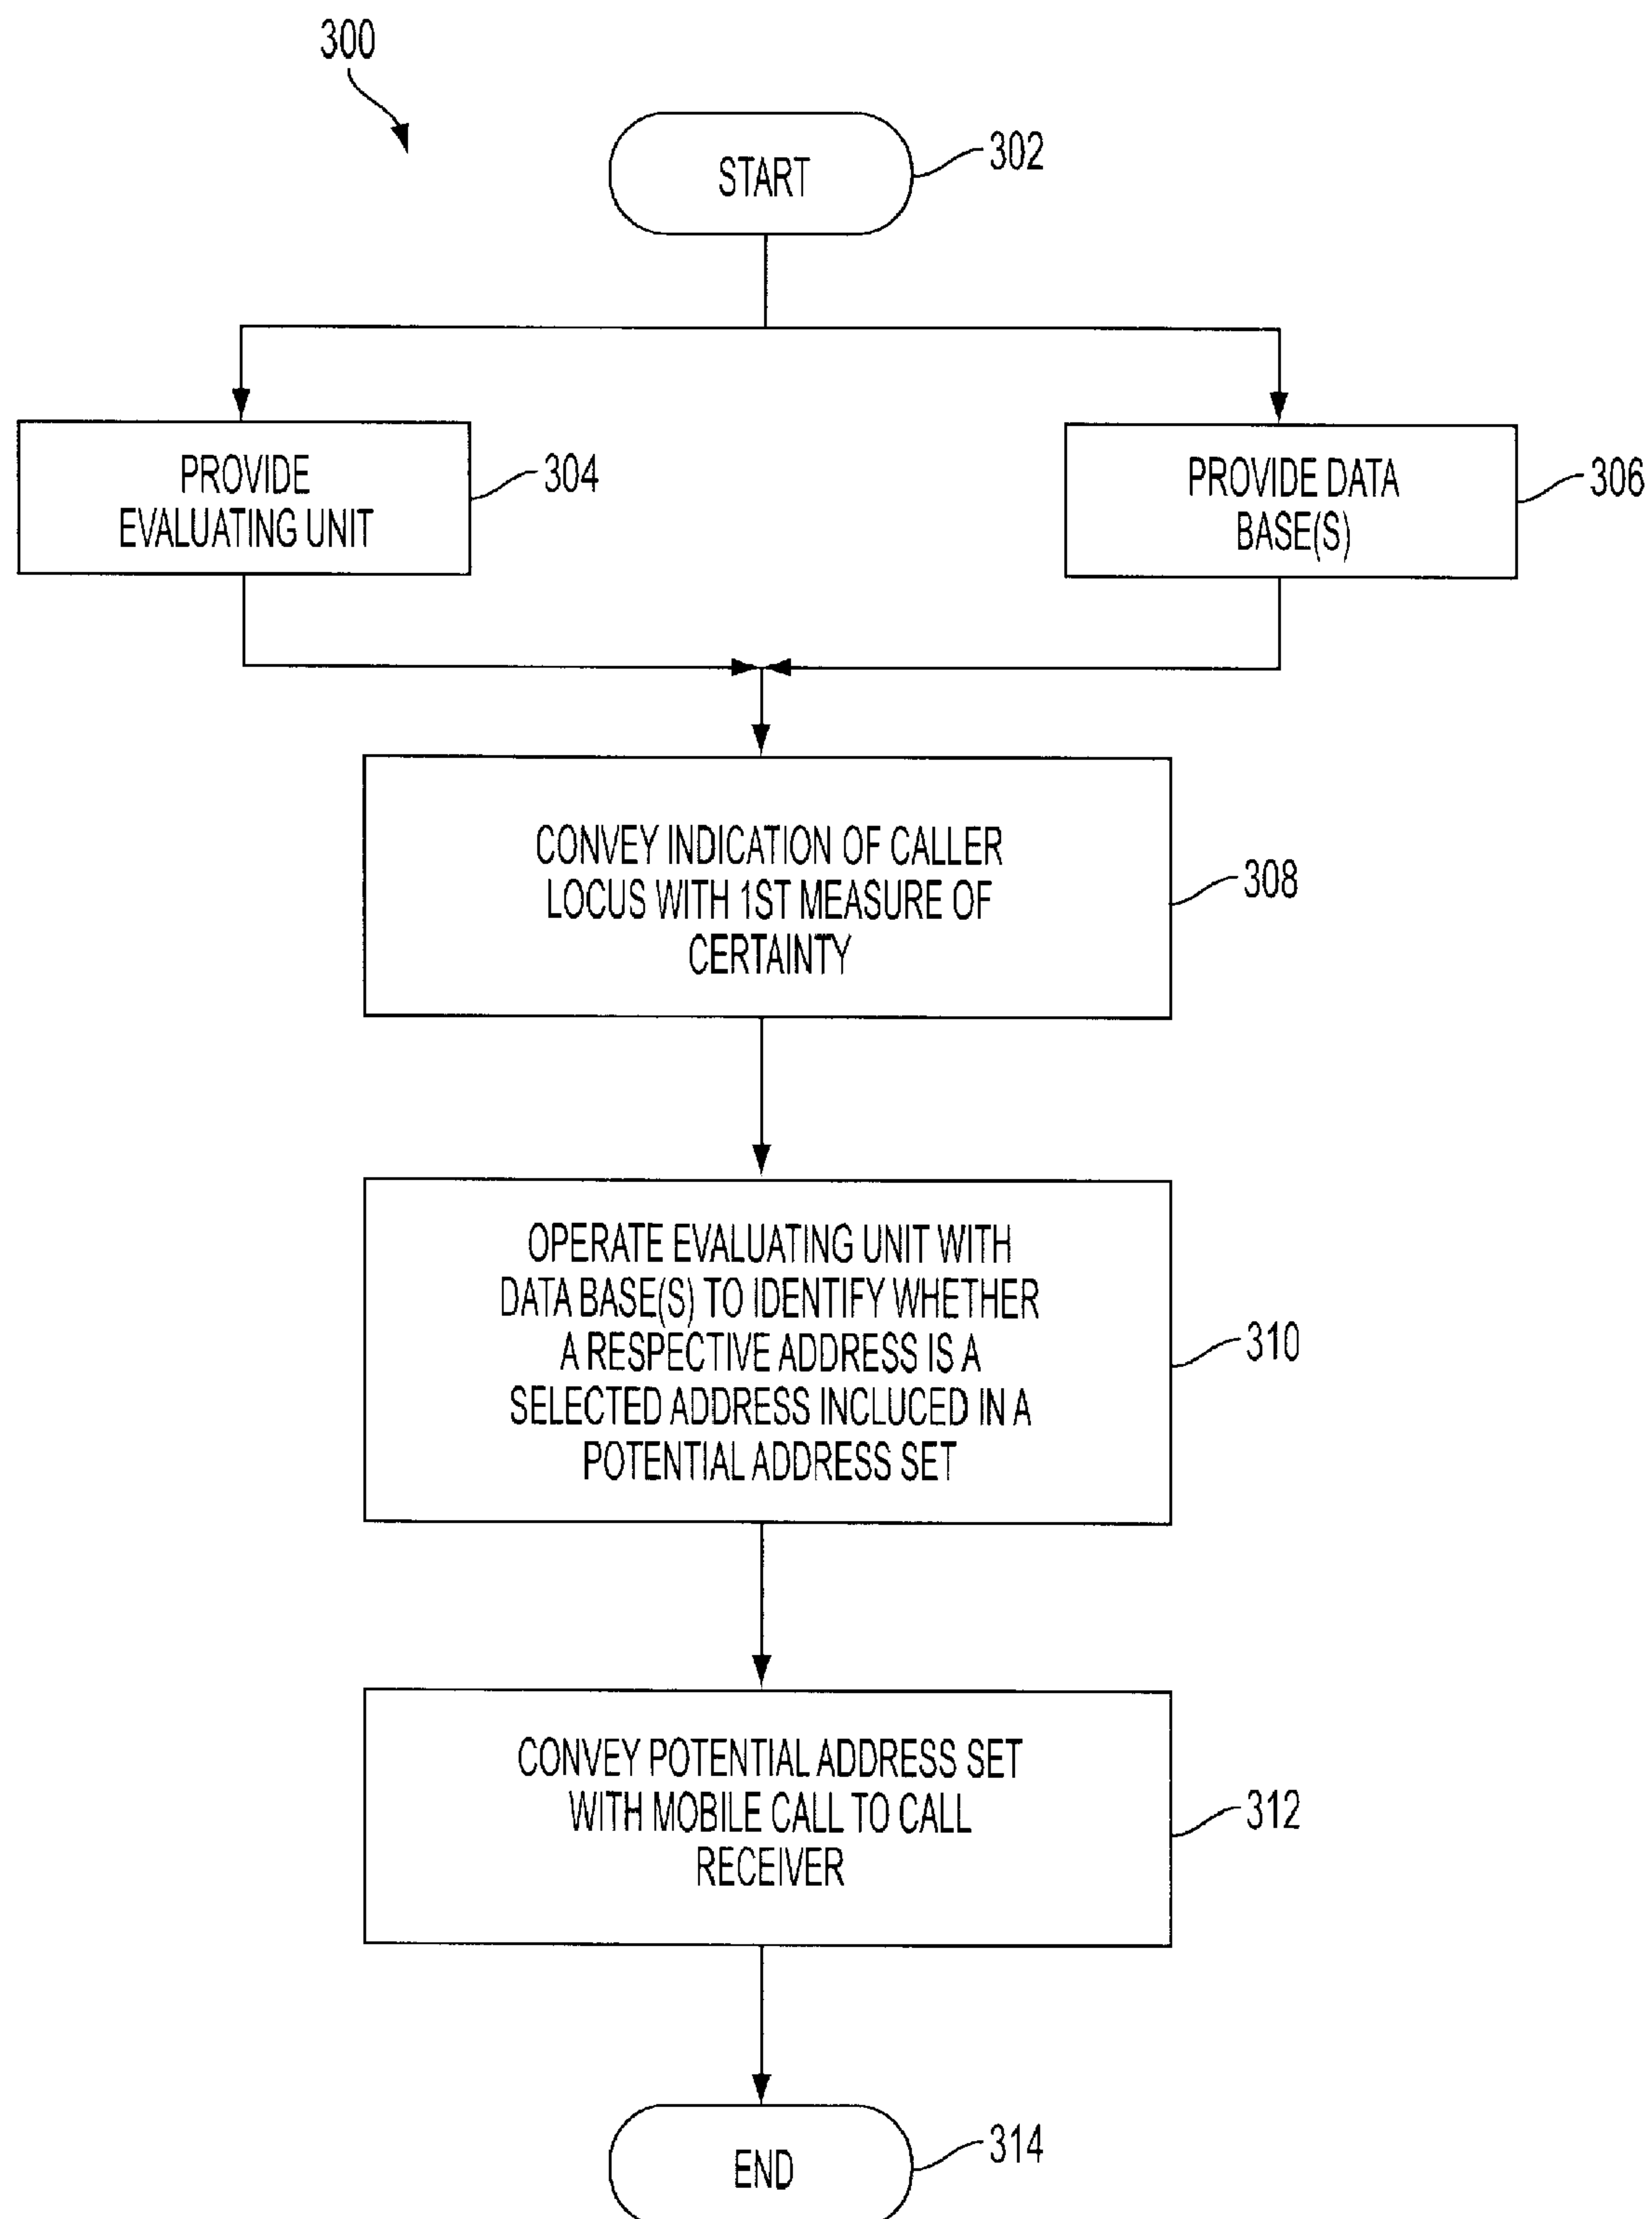 300
START
302
PROVIDE
EVALUATING UNIT
304
PROVIDE DATA
BASE(S)
306
CONVEY INDICATION OF CALLER
LOCUS WITH 1ST MEASURE OF
CERTAINTY
308
OPERATE EVALUATING UNIT WITH
DATA BASE(S) TO IDENTIFY WHETHER
A RESPECTIVE ADDRESS IS A
SELECTED ADDRESS INCLUCED IN A
POTENTIAL ADDRESS SET
310
CONVEY POTENTIAL ADDRESS SET
WITH MOBILE CALL TO CALL
RECEIVER
312
END
314